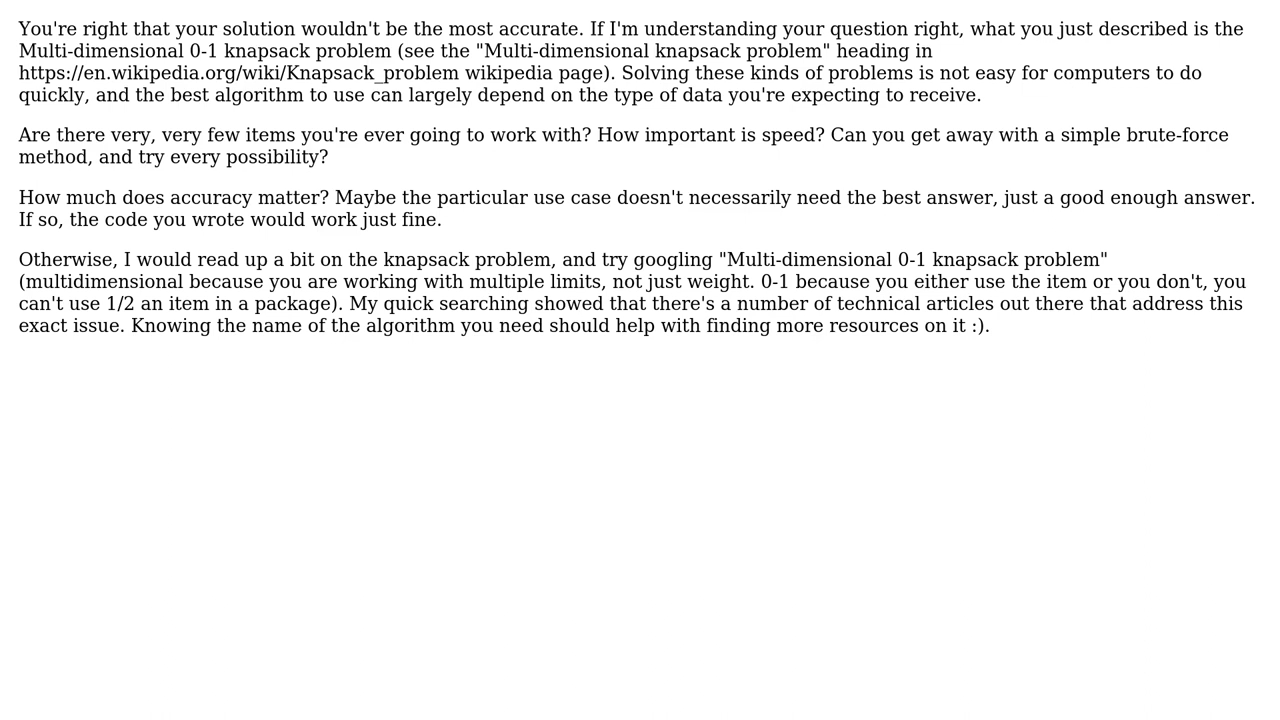 You're right that your solution wouldn't be the most accurate. If I'm understanding your question right, what you just described is the
Multi-dimensional 0-1 knapsack problem (see the "Multi-dimensional knapsack problem" heading in
https://en.wikipedia.org/wiki/Knapsack_problem wikipedia page). Solving these kinds of problems is not easy for computers to do
quickly, and the best algorithm to use can largely depend on the type of data you're expecting to receive.
Are there very, very few items you're ever going to work with? How important is speed? Can you get away with a simple brute-force
method, and try every possibility?
How much does accuracy matter? Maybe the particular use case doesn't necessarily need the best answer, just a good enough answer.
If so, the code you wrote would work just fine.
Otherwise, I would read up a bit on the knapsack problem, and try googling "Multi-dimensional 0-1 knapsack problem"
(multidimensional because you are working with multiple limits, not just weight. 0-1 because you either use the item or you don't, you
can't use 1/2 an item in a package). My quick searching showed that there's a number of technical articles out there that address this
exact issue. Knowing the name of the algorithm you need should help with finding more resources on it :).